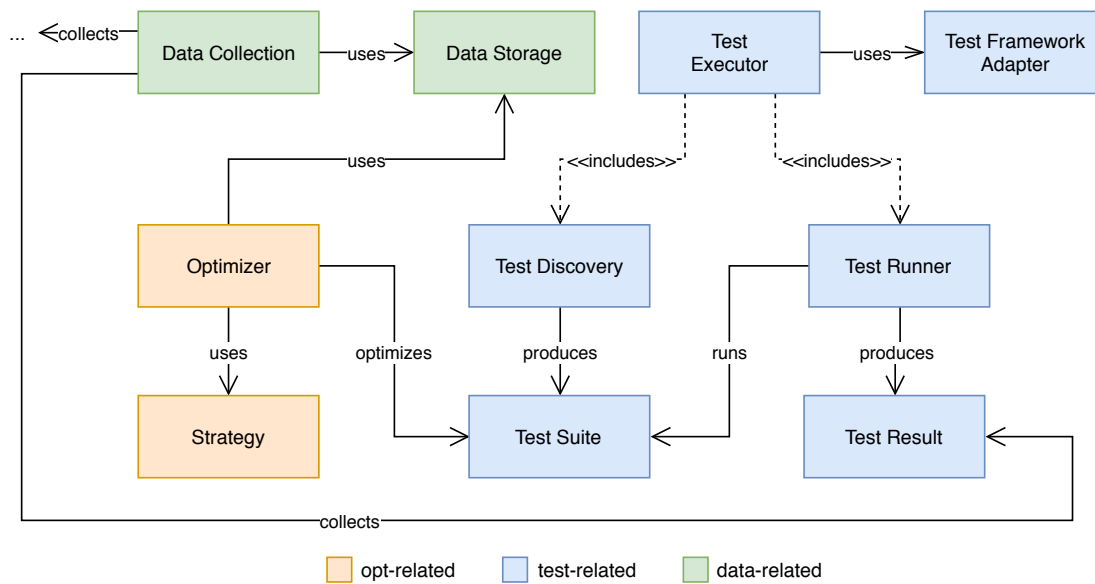 ... collects
Data Collection
uses
Data Storage
Test
Executor
uses
Test Framework
Adapter
uses
<<includes>>
<<includes>>
Optimizer
Test Discovery
Test Runner
uses
optimizes
produces
runs
produces
Strategy
Test Suite
Test Result
collects
opt-related
test-related
data-related